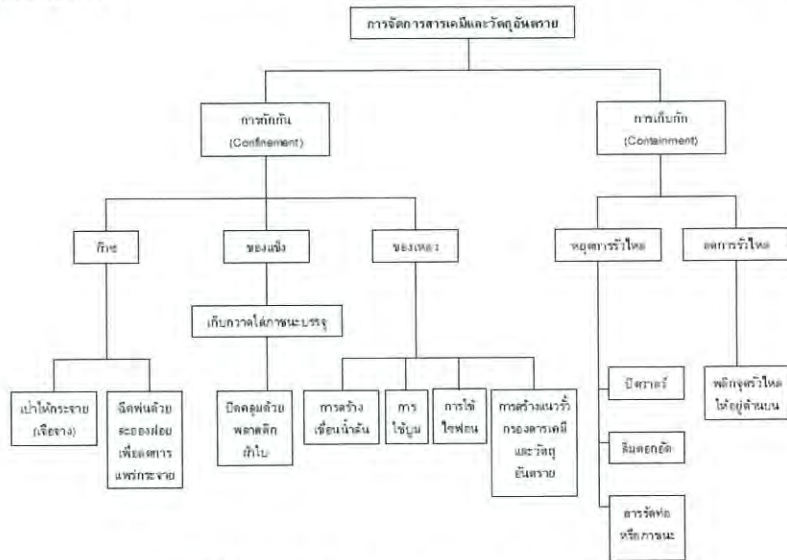 การจัดการสารเคมีและวัตถุอันตราย
การกักกัน
(Confinement)
การเก็บกัก
(Containment)
ก๊าซ
ของแข็ง
ของเหลว
หยุดการรั่วไหล
ลดการรั่วไหล
เก็บกวาดใส่ภาชนะบรรจุ
เป่าให้กระจาย
(เจือจาง)
ฉีดพ่นด้วย
ละอองฝอย
เพื่อลดการ
แพร่กระจาย
ปิดคลุมด้วย
พลาสติก
ผ้าใบ
การสร้าง
เขื่อนน้ำล้น
การ
ใช้บูม
การใช้
ไซฟอน
การสร้างแนวรั้ว
กรองสารเคมี
และวัตถุ
อันตราย
ปิดวาล์ว
ลิ่มตอกอัด
สารรัดท่อ
หรือภาชนะ
พลิกจุดรั่วไหล
ให้อยู่ด้านบน